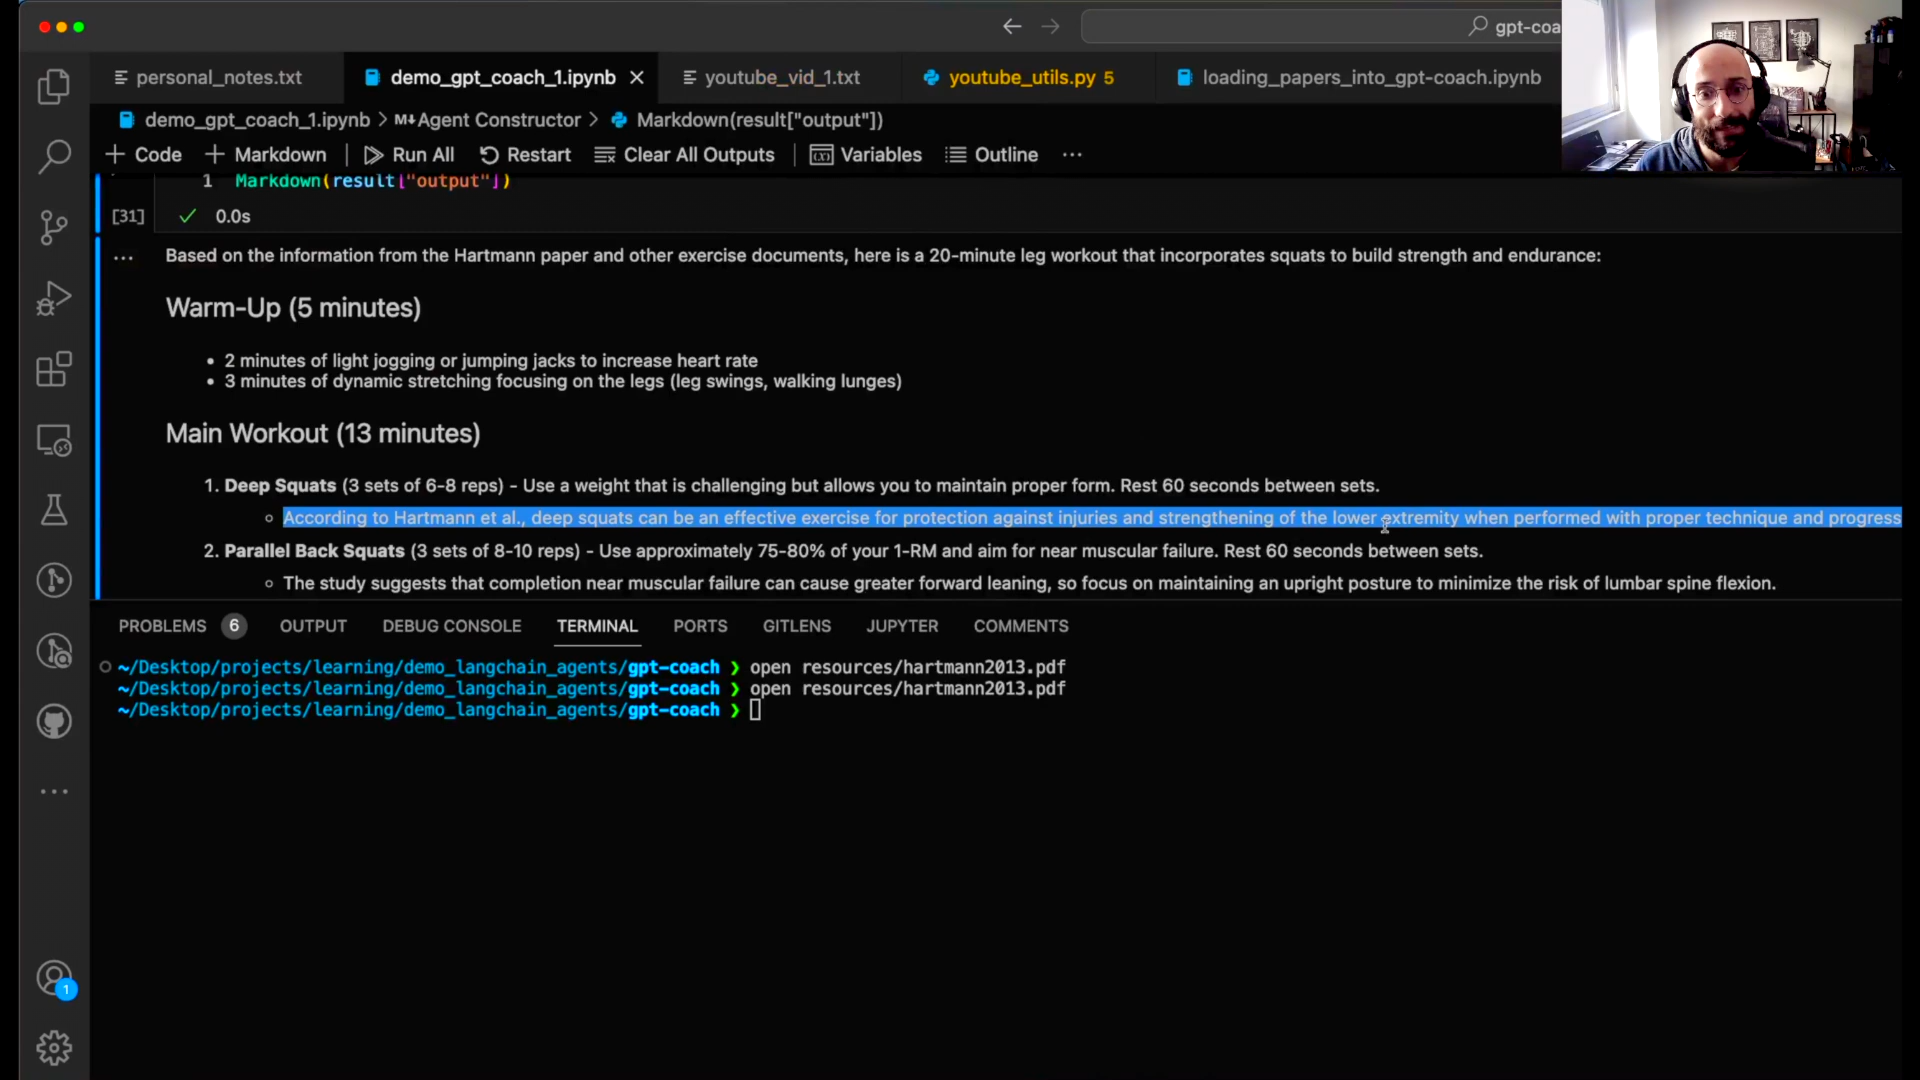 gpt-coa
personal_notes.txt
demo_gpt_coach_1.ipynb
youtube_vid_1.txt
youtube_utils.py 5
loading_papers_into_gpt-coach.ipynb
demo_gpt_coach_1.ipynb > M↓Agent Constructor > Markdown(result["output"])
+ Code + Markdown | Run All Restart Clear All Outputs | Variables Outline ...
1 Markdown(result["output"])
[31] ✓ 0.0s
... Based on the information from the Hartmann paper and other exercise documents, here is a 20-minute leg workout that incorporates squats to build strength and endurance:
Warm-Up (5 minutes)
• 2 minutes of light jogging or jumping jacks to increase heart rate
• 3 minutes of dynamic stretching focusing on the legs (leg swings, walking lunges)
Main Workout (13 minutes)
1. Deep Squats (3 sets of 6-8 reps) - Use a weight that is challenging but allows you to maintain proper form. Rest 60 seconds between sets.
◦ According to Hartmann et al., deep squats can be an effective exercise for protection against injuries and strengthening of the lower extremity when performed with proper technique and progress
2. Parallel Back Squats (3 sets of 8-10 reps) - Use approximately 75-80% of your 1-RM and aim for near muscular failure. Rest 60 seconds between sets.
◦ The study suggests that completion near muscular failure can cause greater forward leaning, so focus on maintaining an upright posture to minimize the risk of lumbar spine flexion.
PROBLEMS 6 OUTPUT DEBUG CONSOLE TERMINAL PORTS GITLENS JUPYTER COMMENTS
~/Desktop/projects/learning/demo_langchain_agents/gpt-coach ❯ open resources/hartmann2013.pdf
~/Desktop/projects/learning/demo_langchain_agents/gpt-coach ❯ open resources/hartmann2013.pdf
~/Desktop/projects/learning/demo_langchain_agents/gpt-coach ❯
1